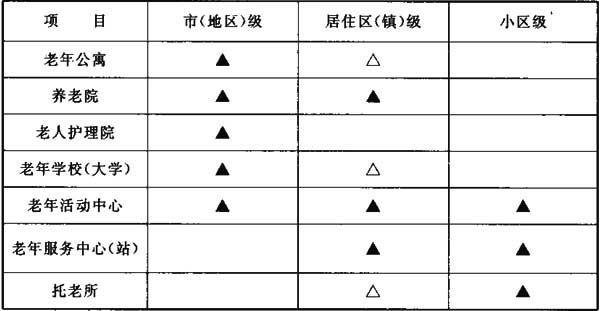 项 目 市(地区)级 居住区(镇)级 小区级
老年公寓 ▲ △
养老院 ▲ ▲
老人护理院 ▲
老年学校(大学) ▲ △
老年活动中心 ▲ ▲ ▲
老年服务中心(站) ▲ ▲
托老所 △ ▲